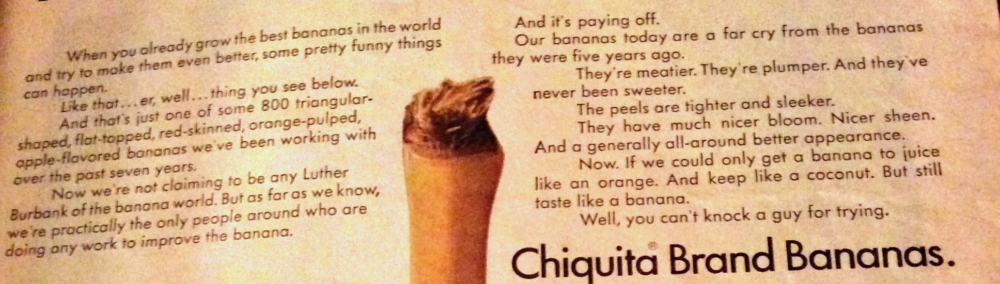 When you already grow the best bananas in the world
and try to make them even better, some pretty funny things
can happen.
Like that...er, well...thing you see below.
And that's just one of some 800 triangular-
shaped, flat-topped, red-skinned, orange-pulped,
apple-flavored bananas we've been working with
over the past seven years.
Now we're not claiming to be any Luther
Burbank of the banana world. But as far as we know,
we're practically the only people around who are
doing any work to improve the banana.
And it's paying off.
Our bananas today are a far cry from the bananas
they were five years ago.
They're meatier. They're plumper. And they've
never been sweeter.
The peels are tighter and sleeker.
They have much nicer bloom. Nicer sheen.
And a generally all-around better appearance.
Now. If we could only get a banana to juice
like an orange. And keep like a coconut. But still
taste like a banana.
Well, you can't knock a guy for trying.
Chiquita® Brand Bananas.